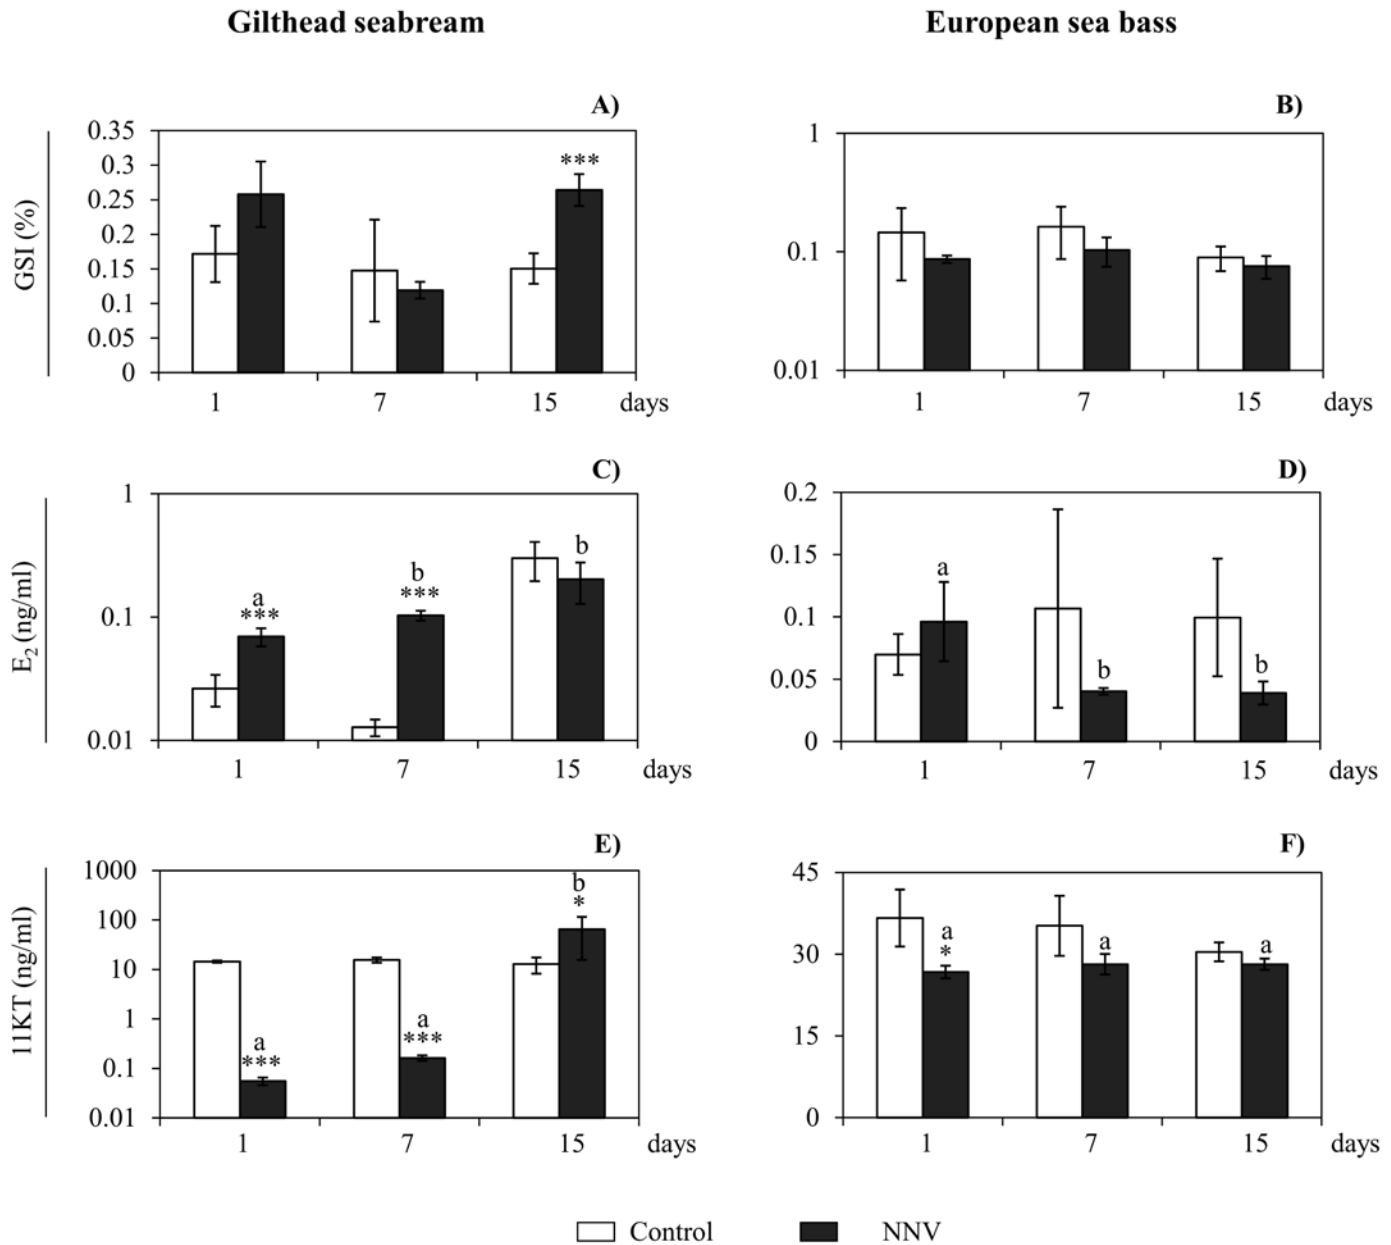 Gilthead seabream
European sea bass
A)
GSI (%)
0.35
0.3
0.25
0.2
0.15
0.1
0.05
0
***
1
7
15
days
B)
1
0.1
0.01
1
7
15
days
C)
E2 (ng/ml)
1
0.1
0.01
a
***
b
***
b
1
7
15
days
D)
0.2
0.15
0.1
0.05
0
a
b
b
1
7
15
days
E)
11KT (ng/ml)
1000
100
10
1
0.1
0.01
a
***
a
***
b
*
1
7
15
days
F)
45
30
15
0
a
*
a
a
1
7
15
days
Control
NNV